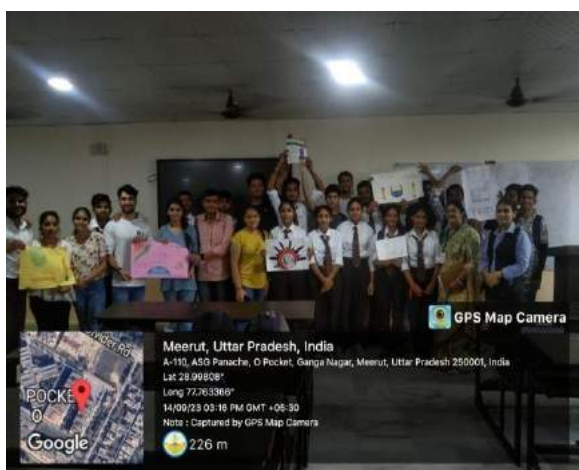 GPS Map Camera
Meerut, Uttar Pradesh, India
A-110, ASG Panache, O Pocket, Ganga Nagar, Meerut, Uttar Pradesh 250001, India
Lat 28.99808°
Long 77.763366°
14/09/23 03:16 PM GMT +05:30
Note : Captured by GPS Map Camera
226 m
POCKET
O
Google